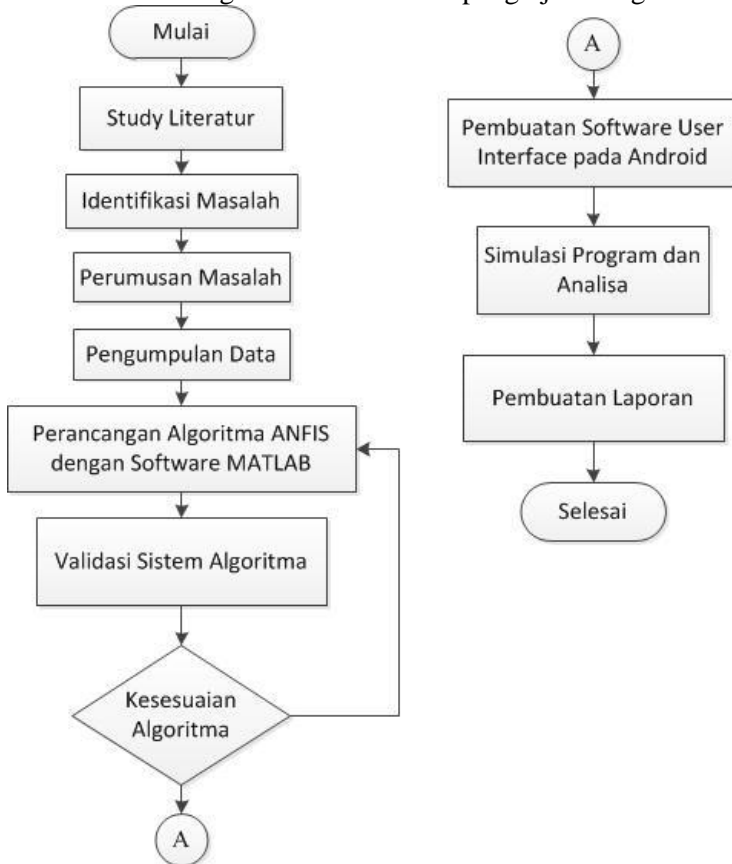 Mulai
Study Literatur
Identifikasi Masalah
Perumusan Masalah
Pengumpulan Data
Perancangan Algoritma ANFIS
dengan Software MATLAB
Validasi Sistem Algoritma
Kesesuaian
Algoritma
A
A
Pembuatan Software User
Interface pada Android
Simulasi Program dan
Analisa
Pembuatan Laporan
Selesai